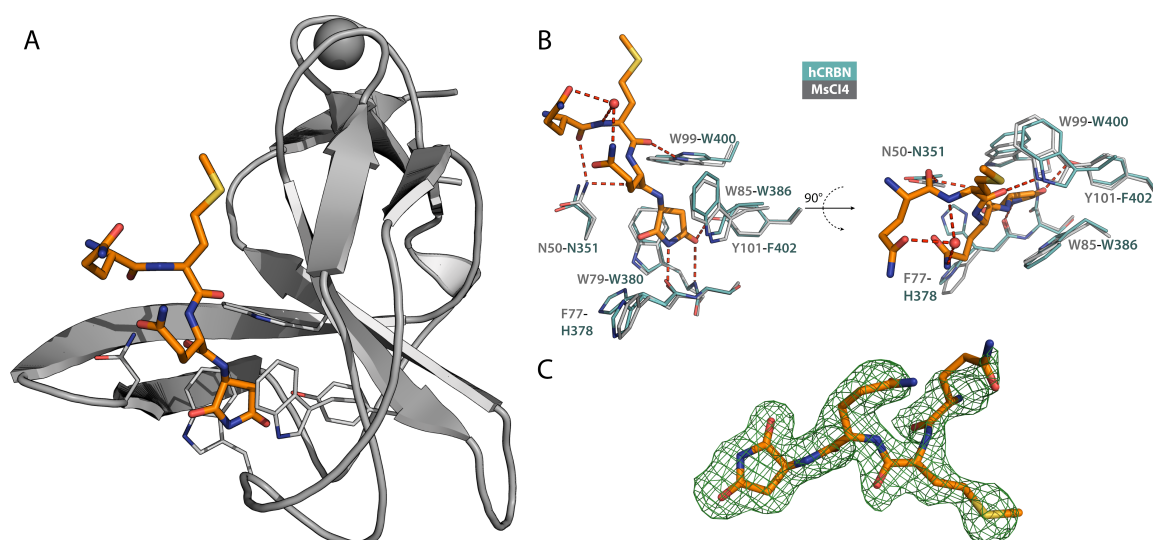 A
B
hCRBN
MsCI4
W99-W400
W85-W386
N50-N351
Y101-F402
W79-W380
F77-
H378
90°
W99-W400
N50-N351
Y101-F402
W85-W386
F77-
H378
C